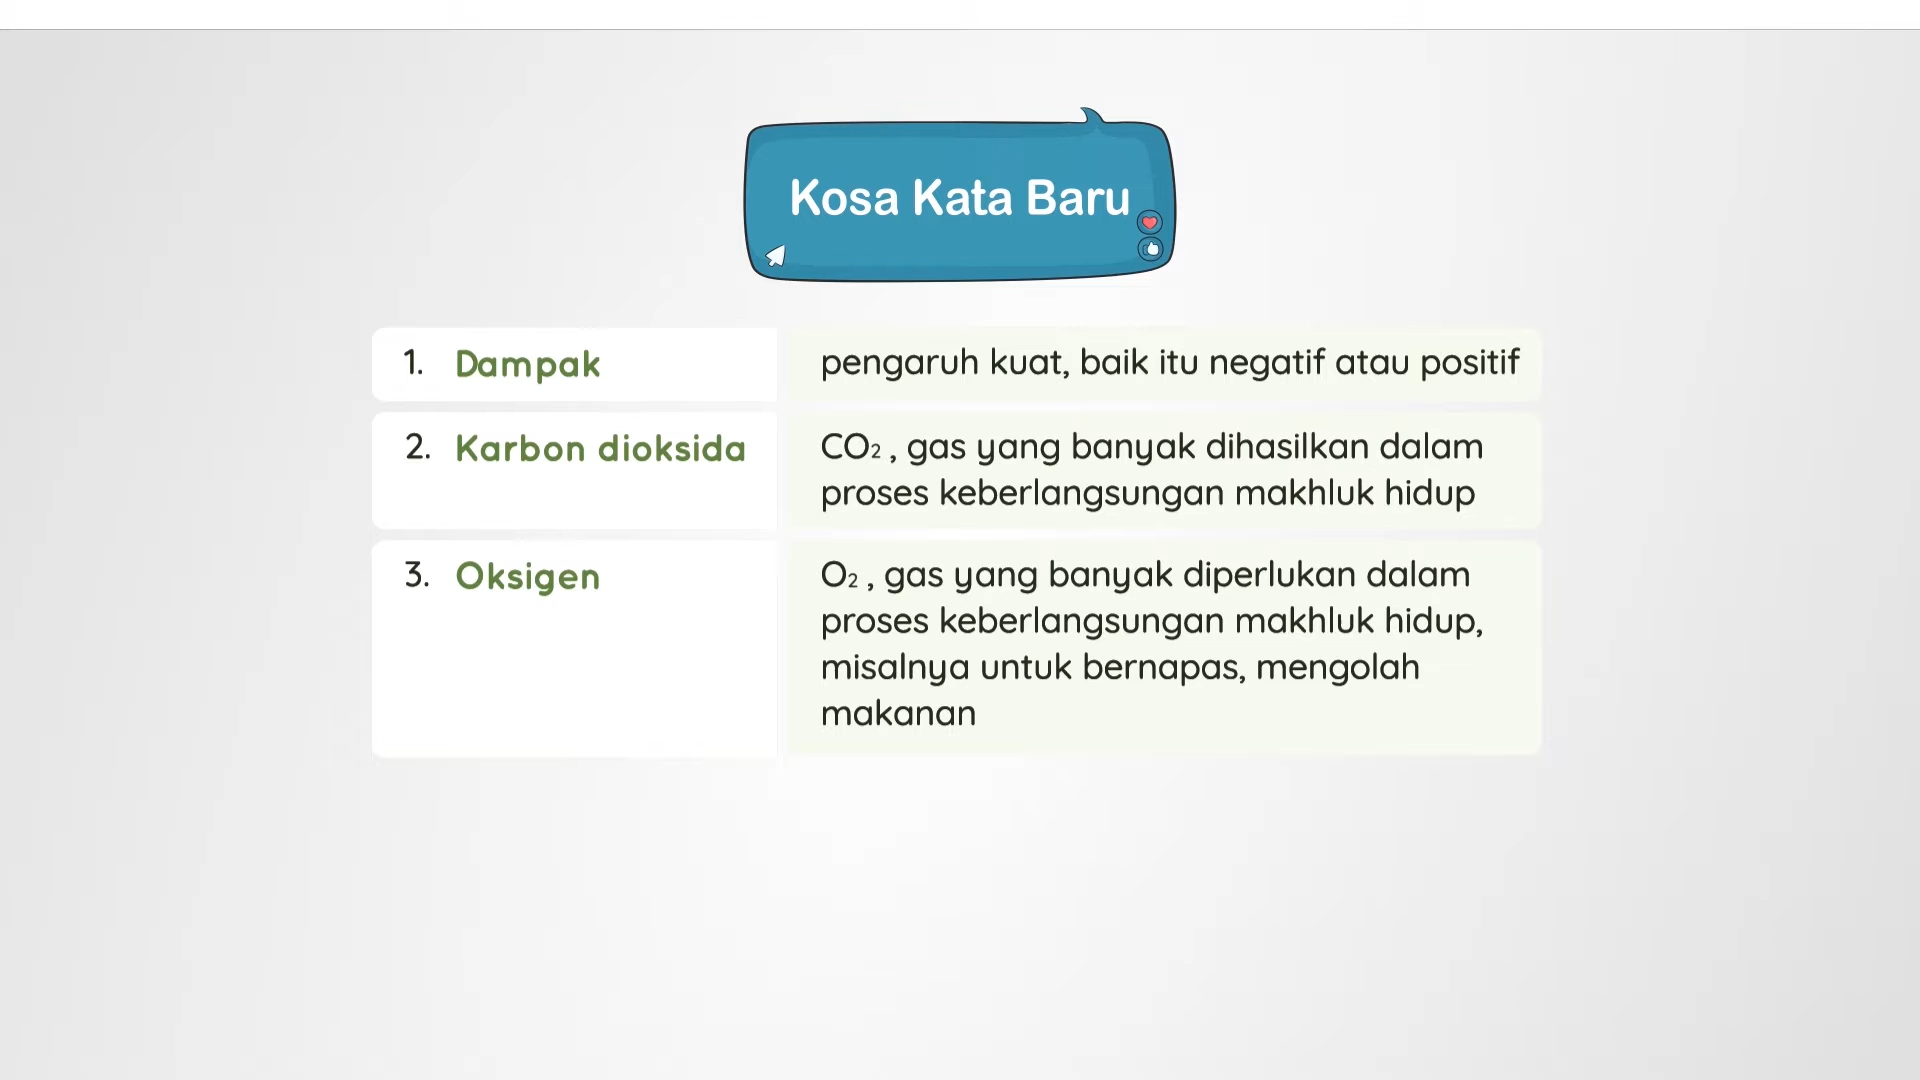 Kosa Kata Baru
1. Dampak
pengaruh kuat, baik itu negatif atau positif
2. Karbon dioksida
CO₂ , gas yang banyak dihasilkan dalam
proses keberlangsungan makhluk hidup
3. Oksigen
O₂ , gas yang banyak diperlukan dalam
proses keberlangsungan makhluk hidup,
misalnya untuk bernapas, mengolah
makanan